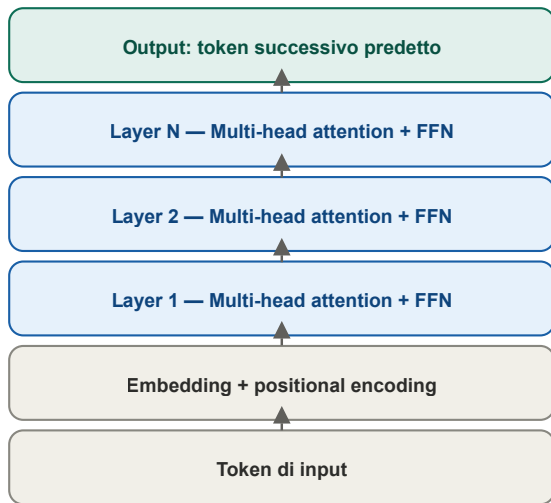 Output: token successivo predetto
Layer N — Multi-head attention + FFN
Layer 2 — Multi-head attention + FFN
Layer 1 — Multi-head attention + FFN
Embedding + positional encoding
Token di input